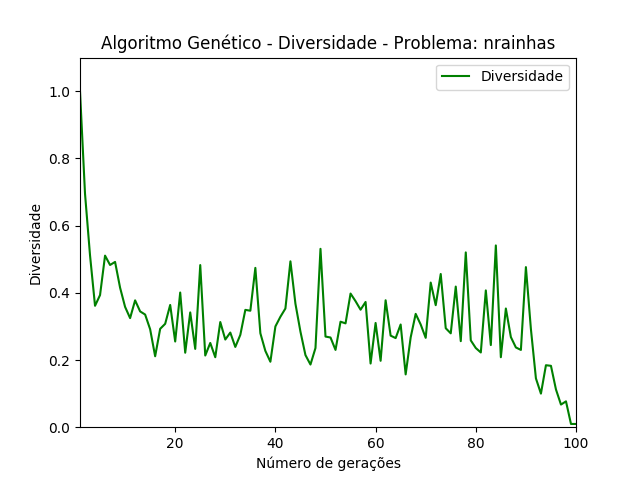 Algoritmo Genético - Diversidade - Problema: nrainhas
Diversidade
1.0
0.8
0.6
0.4
0.2
0.0
Diversidade
20
40
60
80
100
Número de gerações